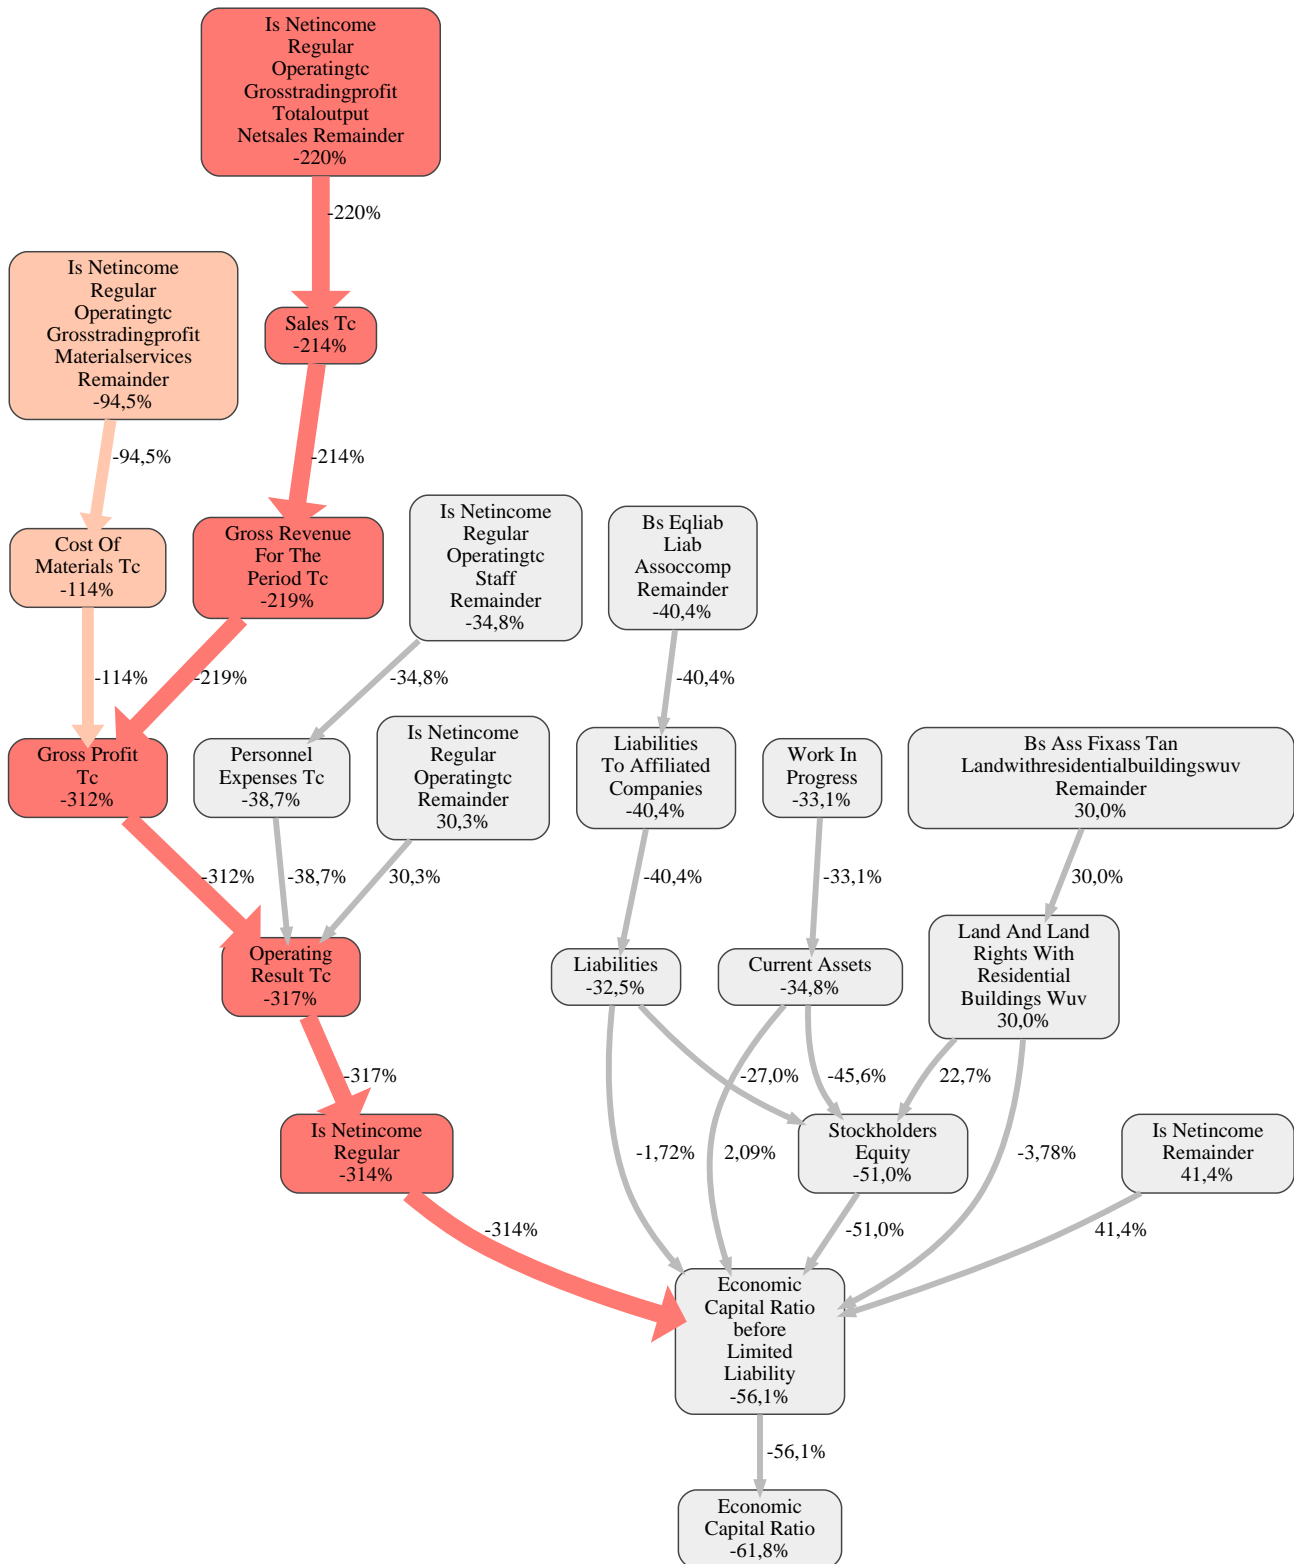 Is Netincome
Regular
Operatingtc
Grosstradingprofit
Totaloutput
Netsales Remainder
-220%
-220%
Is Netincome
Regular
Operatingtc
Grosstradingprofit
Materialservices
Remainder
-94,5%
Sales Tc
-214%
-94,5%
-214%
Cost Of
Materials Tc
-114%
Gross Revenue
For The
Period Tc
-219%
Is Netincome
Regular
Operatingtc
Staff
Remainder
-34,8%
Bs Eqliab
Liab
Assoccomp
Remainder
-40,4%
-114%
-219%
-34,8%
-40,4%
Gross Profit
Tc
-312%
Personnel
Expenses Tc
-38,7%
Is Netincome
Regular
Operatingtc
Remainder
30,3%
Liabilities
To Affiliated
Companies
-40,4%
Work In
Progress
-33,1%
Bs Ass Fixass Tan
Landwithresidentialbuildingswuv
Remainder
30,0%
-312%
-38,7%
30,3%
-40,4%
-33,1%
30,0%
Operating
Result Tc
-317%
Liabilities
-32,5%
Current Assets
-34,8%
Land And Land
Rights With
Residential
Buildings Wuv
30,0%
-317%
-27,0%
-45,6%
22,7%
Is Netincome
Regular
-314%
-1,72%
2,09%
Stockholders
Equity
-51,0%
-3,78%
Is Netincome
Remainder
41,4%
-314%
-51,0%
41,4%
Economic
Capital Ratio
before
Limited
Liability
-56,1%
-56,1%
Economic
Capital Ratio
-61,8%